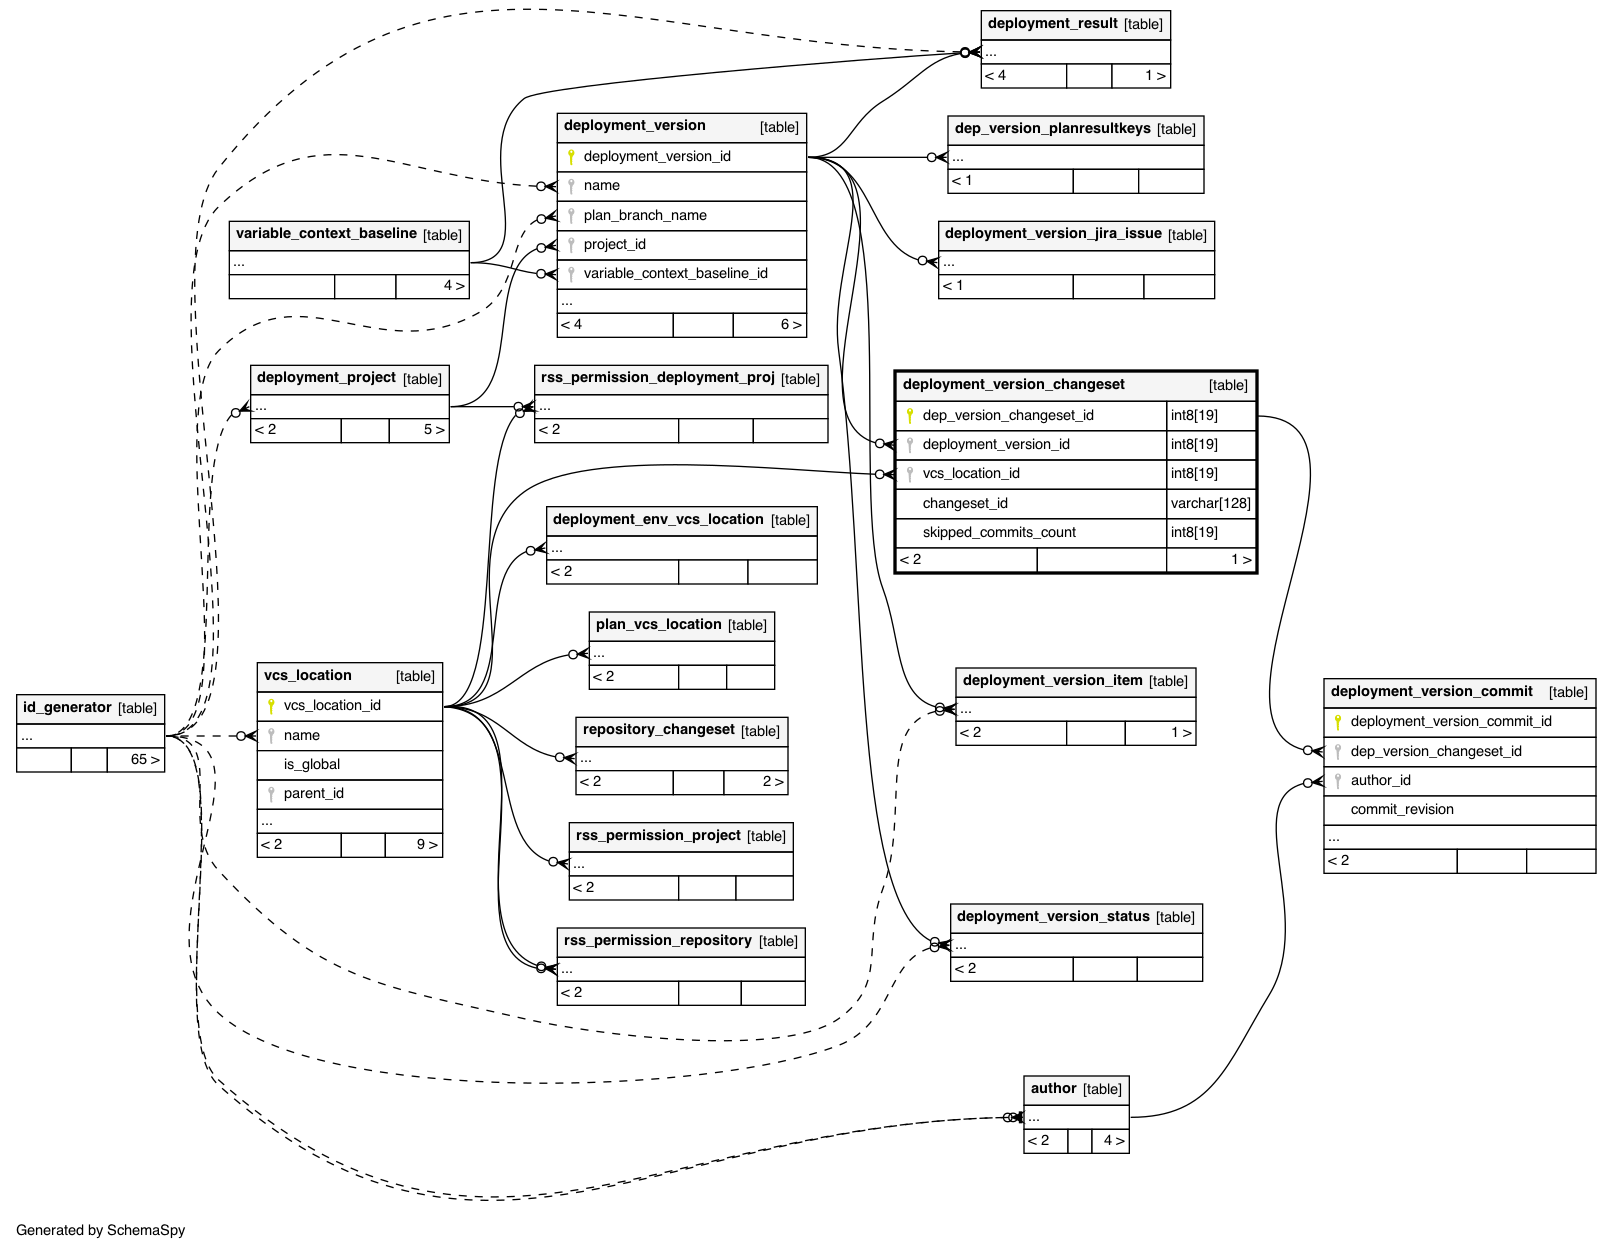 deployment_result [table]
...
< 4 1 >
deployment_version [table]
deployment_version_id
name
plan_branch_name
project_id
variable_context_baseline_id
...
< 4 6 >
dep_version_planresultkeys [table]
...
< 1
variable_context_baseline [table]
...
4 >
deployment_version_jira_issue [table]
...
< 1
deployment_project [table]
...
< 2 5 >
rss_permission_deployment_proj [table]
...
< 2
deployment_version_changeset [table]
dep_version_changeset_id int8[19]
deployment_version_id int8[19]
vcs_location_id int8[19]
changeset_id varchar[128]
skipped_commits_count int8[19]
< 2 1 >
deployment_env_vcs_location [table]
...
< 2
plan_vcs_location [table]
...
< 2
id_generator [table]
...
65 >
vcs_location [table]
vcs_location_id
name
is_global
parent_id
...
< 2 9 >
repository_changeset [table]
...
< 2 2 >
rss_permission_project [table]
...
< 2
rss_permission_repository [table]
...
< 2
deployment_version_item [table]
...
< 2 1 >
deployment_version_commit [table]
deployment_version_commit_id
dep_version_changeset_id
author_id
commit_revision
...
< 2
deployment_version_status [table]
...
< 2
author [table]
...
< 2 4 >
Generated by SchemaSpy